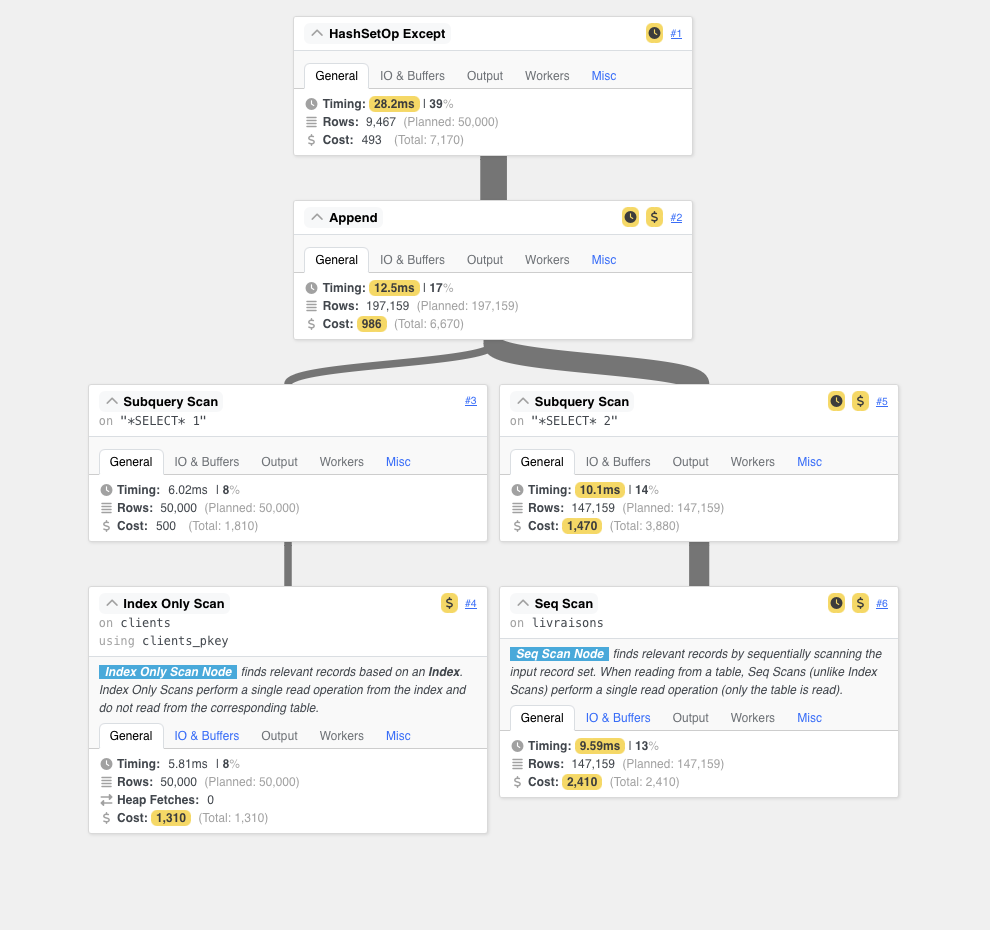 HashSetOp Except #1
General IO & Buffers Output Workers Misc
Timing: 28.2ms | 39%
Rows: 9,467 (Planned: 50,000)
$ Cost: 493 (Total: 7,170)
Append $ #2
General IO & Buffers Output Workers Misc
Timing: 12.5ms | 17%
Rows: 197,159 (Planned: 197,159)
$ Cost: 986 (Total: 6,670)
Subquery Scan #3
on "*SELECT* 1"
General IO & Buffers Output Workers Misc
Timing: 6.02ms | 8%
Rows: 50,000 (Planned: 50,000)
$ Cost: 500 (Total: 1,810)
Subquery Scan $ #5
on "*SELECT* 2"
General IO & Buffers Output Workers Misc
Timing: 10.1ms | 14%
Rows: 147,159 (Planned: 147,159)
$ Cost: 1,470 (Total: 3,880)
Index Only Scan $ #4
on clients
using clients_pkey
Index Only Scan Node finds relevant records based on an Index.
Index Only Scans perform a single read operation from the index and
do not read from the corresponding table.
General IO & Buffers Output Workers Misc
Timing: 5.81ms | 8%
Rows: 50,000 (Planned: 50,000)
Heap Fetches: 0
$ Cost: 1,310 (Total: 1,310)
Seq Scan $ #6
on livraisons
Seq Scan Node finds relevant records by sequentially scanning the
input record set. When reading from a table, Seq Scans (unlike Index
Scans) perform a single read operation (only the table is read).
General IO & Buffers Output Workers Misc
Timing: 9.59ms | 13%
Rows: 147,159 (Planned: 147,159)
$ Cost: 2,410 (Total: 2,410)